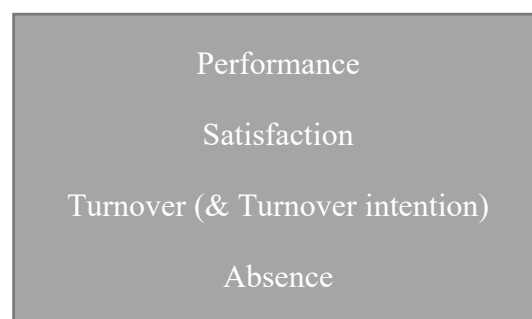 Performance
Satisfaction
Turnover (& Turnover intention)
Absence